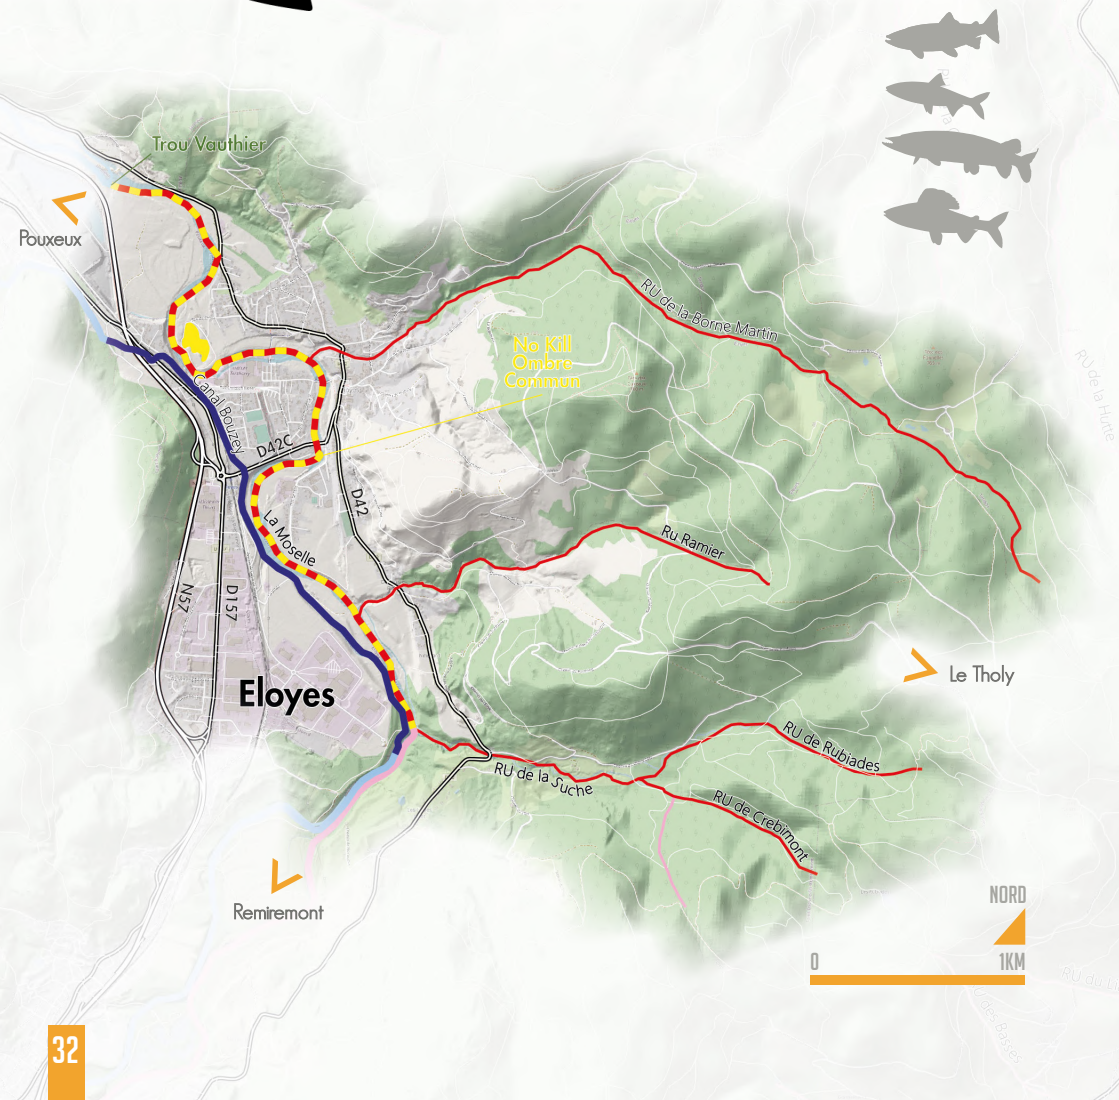 Trou Vauthier
Pouxeux
RU de la Borne Martin
No Kill
Ombre
Commun
RU de la Hutte
Canal Bouzey
D42C
D42
La Moselle
Ru Ramier
N57
D157
Le Tholy
Eloyes
RU de Rubiades
RU de la Suche
RU de Crebimont
Remiremont
NORD
0
1KM
32